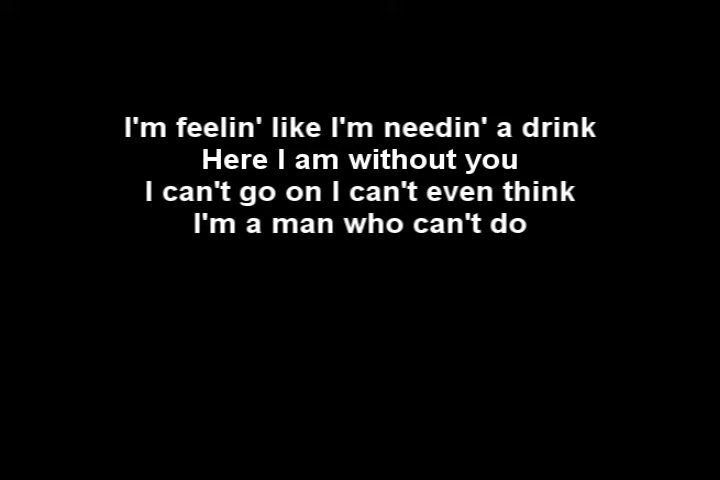 I'm feelin' like I'm needin' a drink
Here I am without you
I can't go on I can't even think
I'm a man who can't do